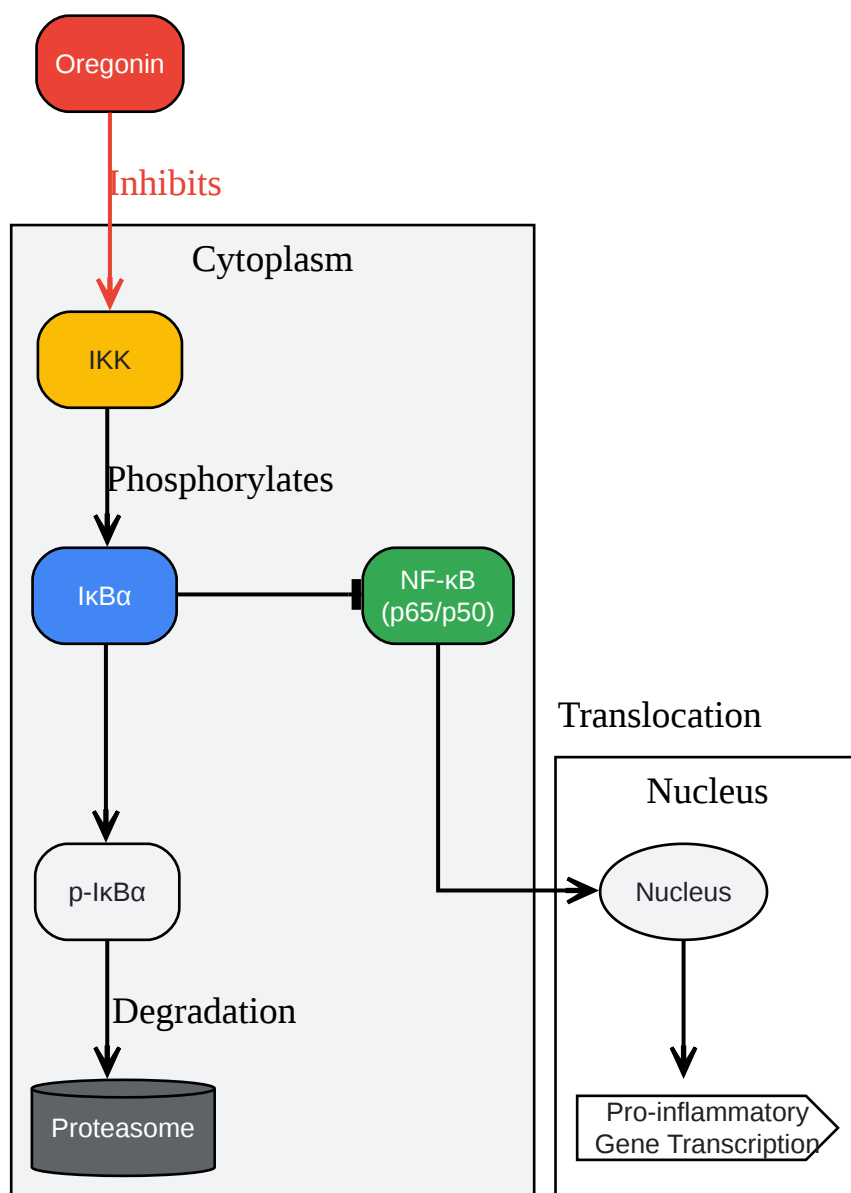 Oregonin
Inhibits
Cytoplasm
IKK
Phosphorylates
IκBα
NF-κB
(p65/p50)
Translocation
Nucleus
p-IκBα
Nucleus
Degradation
Proteasome
Pro-inflammatory
Gene Transcription